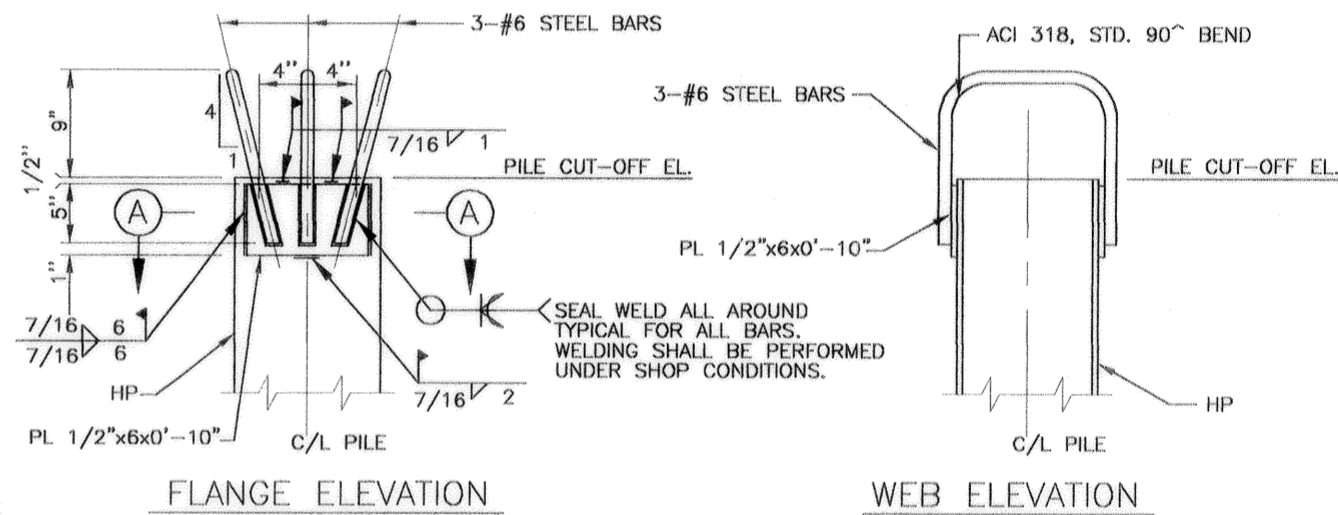 3-#6 STEEL BARS
4" 4"
9"
4
1
7/16 1
1/2"
PILE CUT-OFF EL.
5"
A A
1"
7/16 6
7/16 6
SEAL WELD ALL AROUND
TYPICAL FOR ALL BARS.
WELDING SHALL BE PERFORMED
UNDER SHOP CONDITIONS.
HP
7/16 2
PL 1/2"x6x0'-10"
C/L PILE
FLANGE ELEVATION
ACI 318, STD. 90^ BEND
3-#6 STEEL BARS
PILE CUT-OFF EL.
PL 1/2"x6x0'-10"
HP
C/L PILE
WEB ELEVATION